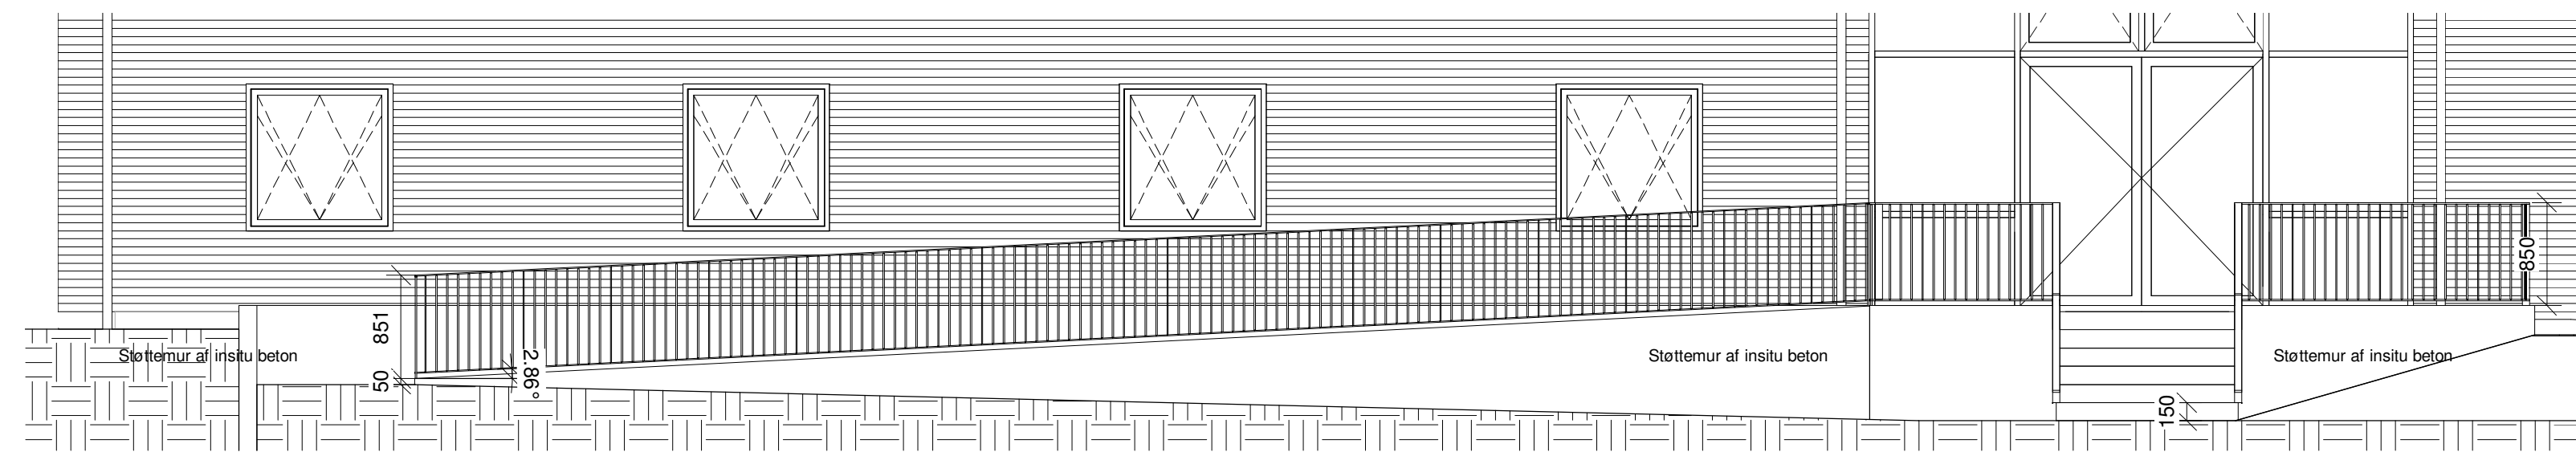 850
851
Støttemur af insitu beton
2.86°
Støttemur af insitu beton
Støttemur af insitu beton
50
150